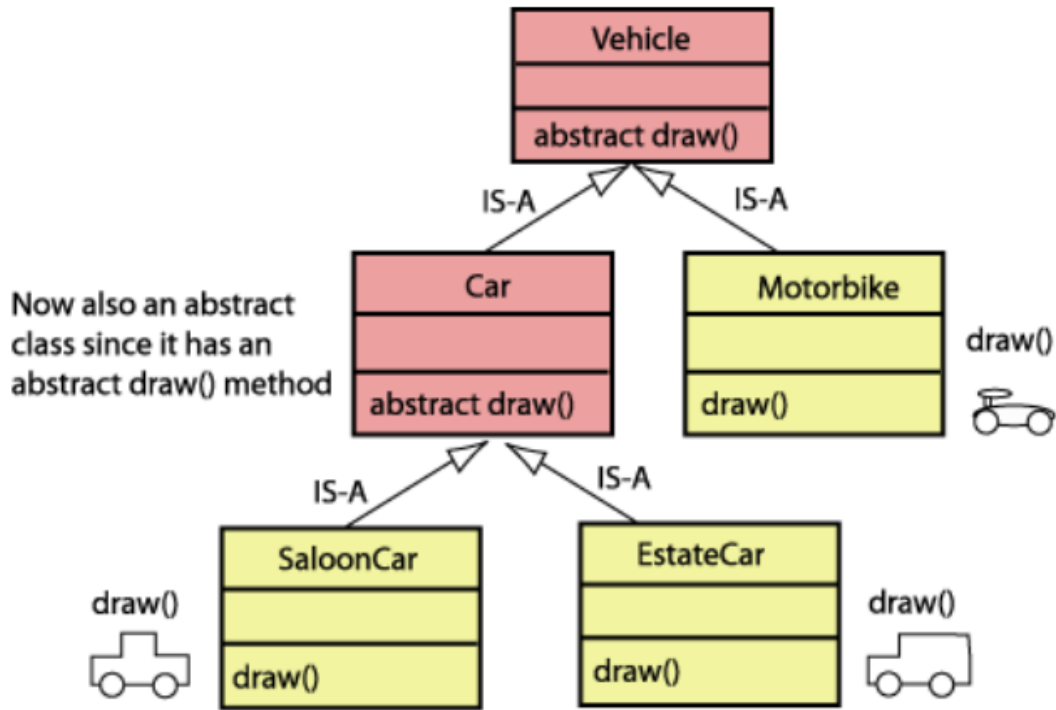 Vehicle
abstract draw()
IS-A
IS-A
Now also an abstract
class since it has an
abstract draw() method
Car
abstract draw()
Motorbike
draw()
draw()
IS-A
IS-A
draw()
SaloonCar
draw()
EstateCar
draw()
draw()